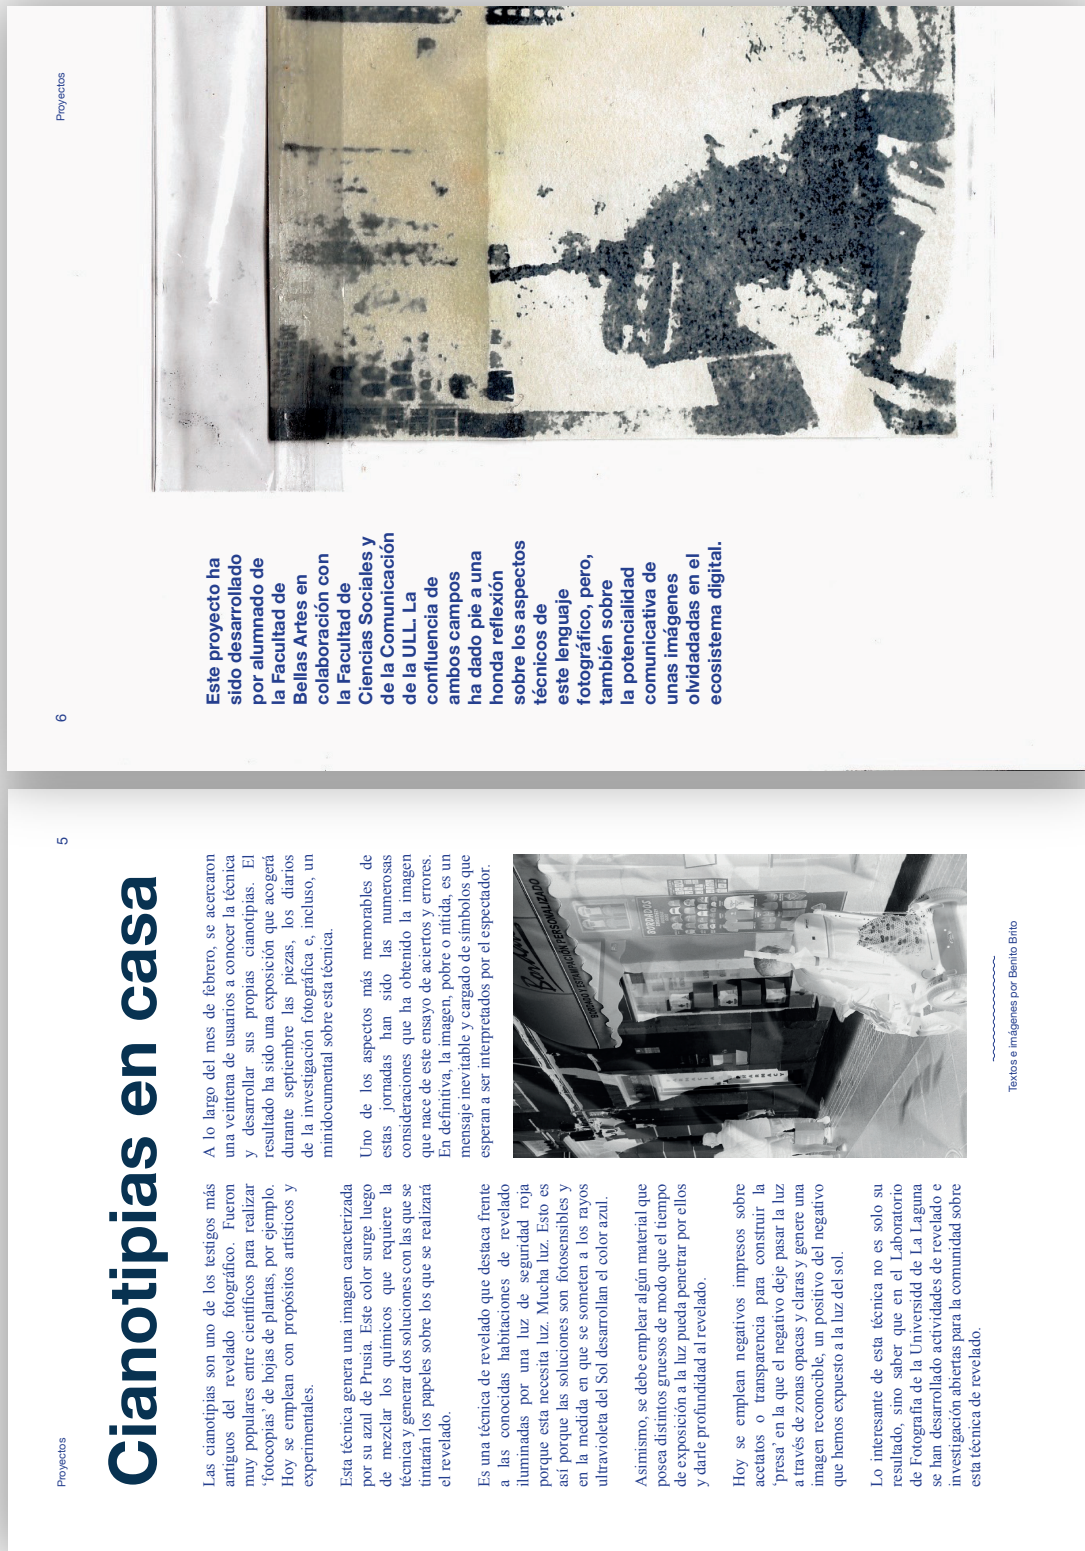 Proyectos
5
Cianotipias en casa
Las cianotipias son uno de los testigos más
antiguos del revelado fotográfico. Fueron
muy populares entre científicos para realizar
‘fotocopias’ de hojas de plantas, por ejemplo.
Hoy se emplean con propósitos artísticos y
experimentales.
Esta técnica genera una imagen caracterizada
por su azul de Prusia. Este color surge luego
de mezclar los químicos que requiere la
técnica y generar dos soluciones con las que se
tintarán los papeles sobre los que se realizará
el revelado.
Es una técnica de revelado que destaca frente
a las conocidas habitaciones de revelado
iluminadas por una luz de seguridad roja
porque esta necesita luz. Mucha luz. Esto es
así porque las soluciones son fotosensibles y
en la medida en que se someten a los rayos
ultravioleta del Sol desarrollan el color azul.
Asimismo, se debe emplear algún material que
posea distintos gruesos de modo que el tiempo
de exposición a la luz pueda penetrar por ellos
y darle profundidad al revelado.
Hoy se emplean negativos impresos sobre
acetatos o transparencia para construir la
‘presa’ en la que el negativo deje pasar la luz
a través de zonas opacas y claras y genere una
imagen reconocible, un positivo del negativo
que hemos expuesto a la luz del sol.
Lo interesante de esta técnica no es solo su
resultado, sino saber que en el Laboratorio
de Fotografía de la Universidd de La Laguna
se han desarrollado actividades de revelado e
investigación abiertas para la comunidad sobre
esta técnica de revelado.
A lo largo del mes de febrero, se acercaron
una veintena de usuarios a conocer la técnica
y desarrollar sus propias cianotipias. El
resultado ha sido una exposición que acogerá
durante septiembre las piezas, los diarios
de la investigación fotográfica e, incluso, un
minidocumental sobre esta técnica.
Uno de los aspectos más memorables de
estas jornadas han sido las numerosas
consideraciones que ha obtenido la imagen
que nace de este ensayo de aciertos y errores.
En definitiva, la imagen, pobre o nítida, es un
mensaje inevitable y cargado de símbolos que
esperan a ser interpretados por el espectador.
BORDADO Y ESTAMPACIÓN PERSONALIZADO
BORDADOS
PHARMACY
Textos e imágenes por Benito Brito
6
Proyectos
Este proyecto ha
sido desarrollado
por alumnado de
la Facultad de
Bellas Artes en
colaboración con
la Facultad de
Ciencias Sociales y
de la Comunicación
de la ULL. La
confluencia de
ambos campos
ha dado pie a una
honda reflexión
sobre los aspectos
técnicos de
este lenguaje
fotográfico, pero,
también sobre
la potencialidad
comunicativa de
unas imágenes
olvidadadas en el
ecosistema digital.